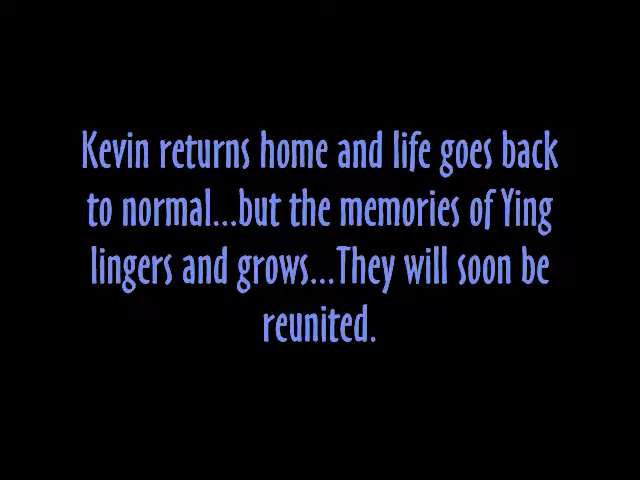 Kevin returns home and life goes back
to normal...but the memories of Ying
lingers and grows...They will soon be
reunited.